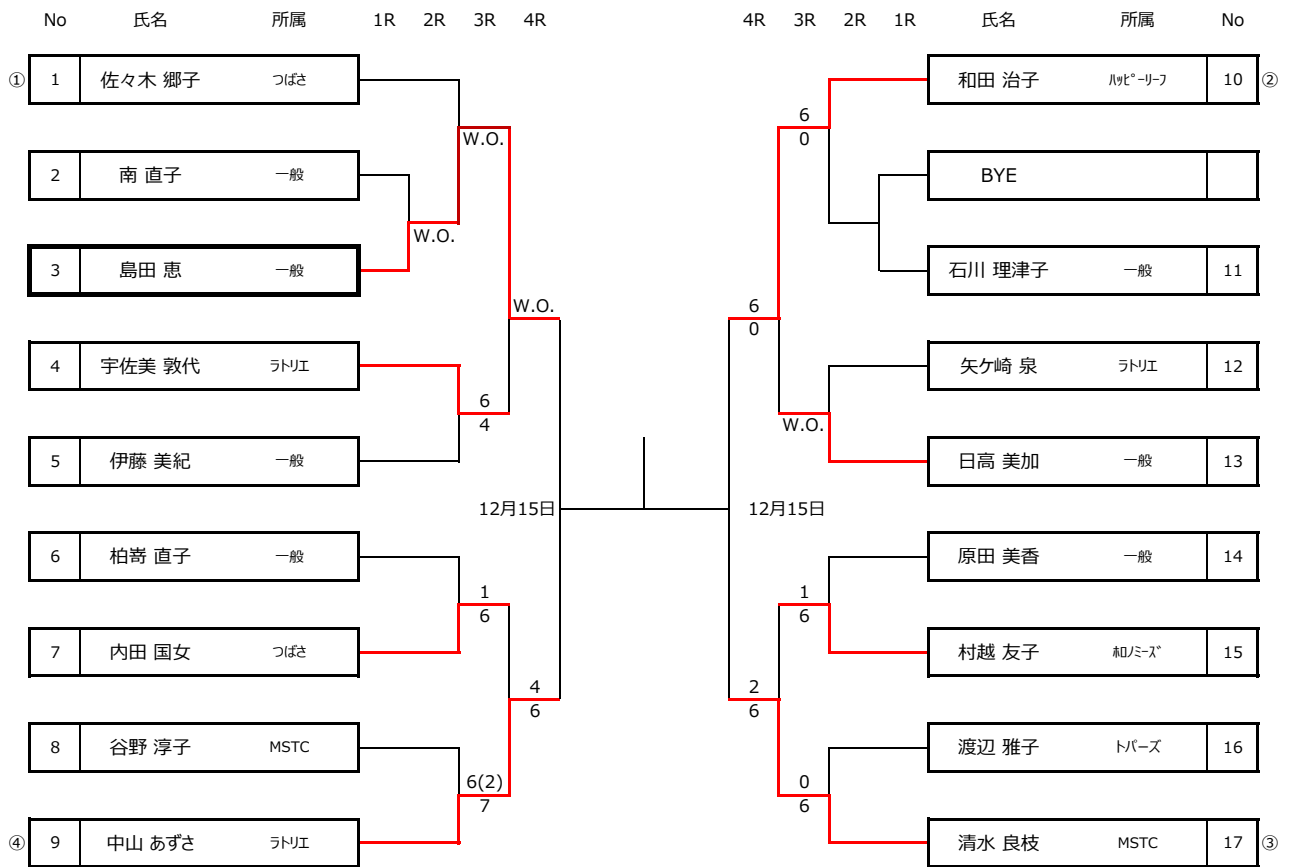 No 氏名 所属 1R 2R 3R 4R 4R 3R 2R 1R 氏名 所属 No
① 1 佐々木 郷子 つばさ 和田 治子 ﾊｯﾋﾟｰﾘｰﾌ 10 ②
6
W.O. 0
2 南 直子 一般 BYE
W.O.
3 島田 恵 一般 石川 理津子 一般 11
W.O. 6
0
4 宇佐美 敦代 ラトリエ 矢ケ崎 泉 ラトリエ 12
6
4 W.O.
5 伊藤 美紀 一般 日高 美加 一般 13
12月15日 12月15日
6 柏嵜 直子 一般 原田 美香 一般 14
1 1
6 6
7 内田 国女 つばさ 村越 友子 ﾎﾛﾉﾐｰｽﾞ 15
4 2
6 6
8 谷野 淳子 MSTC 渡辺 雅子 トパーズ 16
6(2) 0
7 6
④ 9 中山 あずさ ラトリエ 清水 良枝 MSTC 17 ③